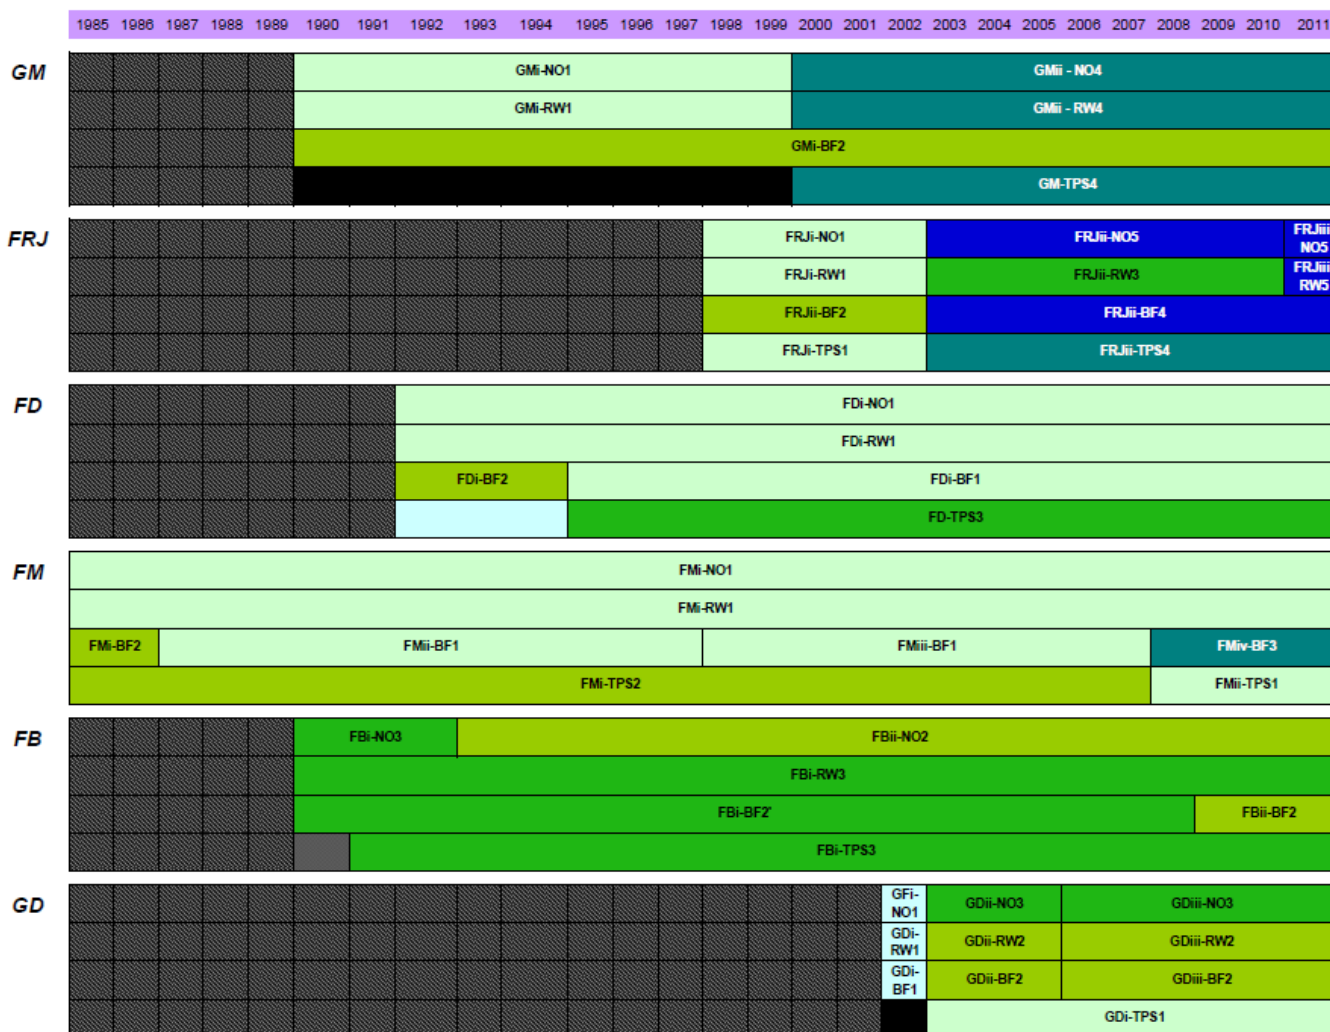 1985 1986 1987 1988 1989 1990 1991 1992 1993 1994 1995 1996 1997 1998 1999 2000 2001 2002 2003 2004 2005 2006 2007 2008 2009 2010 2011
GM
GMi-NO1 GMii - NO4
GMi-RW1 GMii - RW4
GMi-BF2
GM-TPS4
FRJ
FRJi-NO1 FRJii-NO5 FRJiii
NO5
FRJi-RW1 FRJii-RW3 FRJiii
RW5
FRJii-BF2 FRJii-BF4
FRJi-TPS1 FRJii-TPS4
FD
FDi-NO1
FDi-RW1
FDi-BF2 FDi-BF1
FD-TPS3
FM
FMi-NO1
FMi-RW1
FMi-BF2 FMii-BF1 FMiii-BF1 FMiv-BF3
FMi-TPS2 FMii-TPS1
FB
FBi-NO3 FBii-NO2
FBi-RW3
FBi-BF2' FBii-BF2
FBi-TPS3
GD
GFi-
NO1 GDii-NO3 GDiii-NO3
GDi-
RW1 GDii-RW2 GDiii-RW2
GDi-
BF1 GDii-BF2 GDiii-BF2
GDi-TPS1